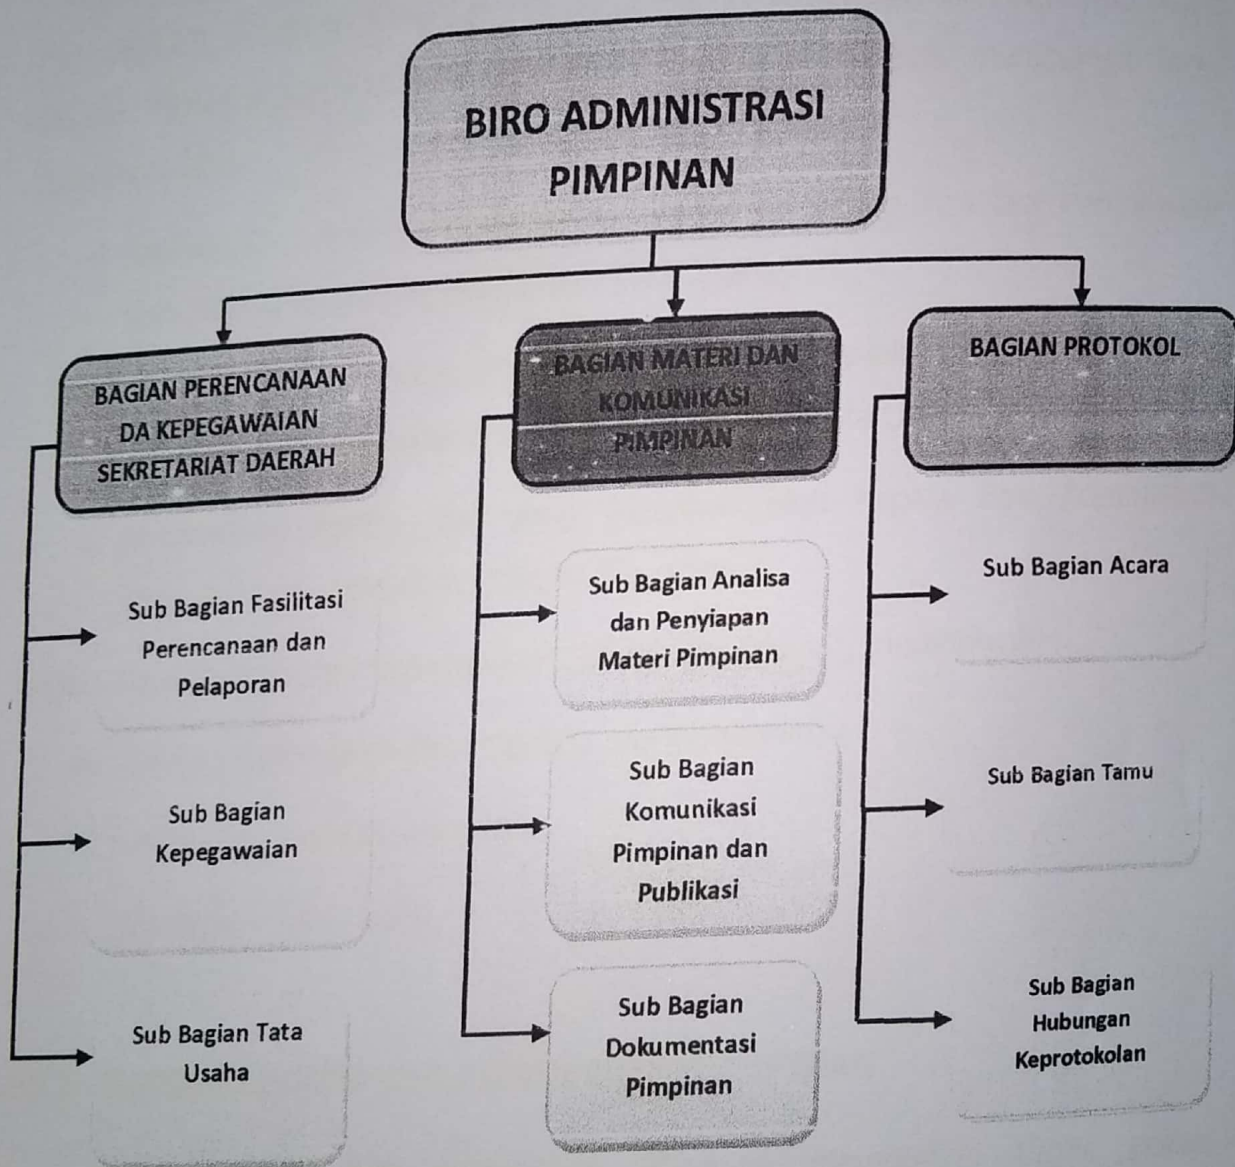 BIRO ADMINISTRASI
PIMPINAN
BAGIAN PERENCANAAN
DA KEPEGAWAIAN
SEKRETARIAT DAERAH
Sub Bagian Fasilitasi
Perencanaan dan
Pelaporan
Sub Bagian
Kepegawaian
Sub Bagian Tata
Usaha
BAGIAN MATERI DAN
KOMUNIKASI
PIMPINAN
Sub Bagian Analisa
dan Penyiapan
Materi Pimpinan
Sub Bagian
Komunikasi
Pimpinan dan
Publikasi
Sub Bagian
Dokumentasi
Pimpinan
BAGIAN PROTOKOL
Sub Bagian Acara
Sub Bagian Tamu
Sub Bagian
Hubungan
Keprotokolan